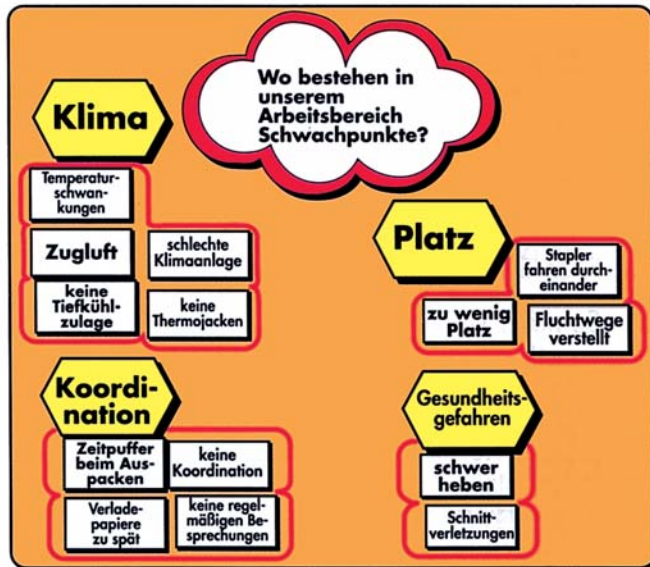 Wo bestehen in
unserem
Arbeitsbereich
Schwachpunkte?
Klima
Temperatur-
schwan-
kungen
Zugluft
schlechte
Klimaanlage
keine
Tiefkühl-
zulage
keine
Thermojacken
Platz
Stapler
fahren durch-
einander
zu wenig
Platz
Fluchtwege
verstellt
Koordi-
nation
Zeitpuffer
beim Aus-
packen
keine
Koordination
Verlade-
papiere
zu spät
keine regel-
mäßigen Be-
sprechungen
Gesundheits-
gefahren
schwer
heben
Schnitt-
verletzungen